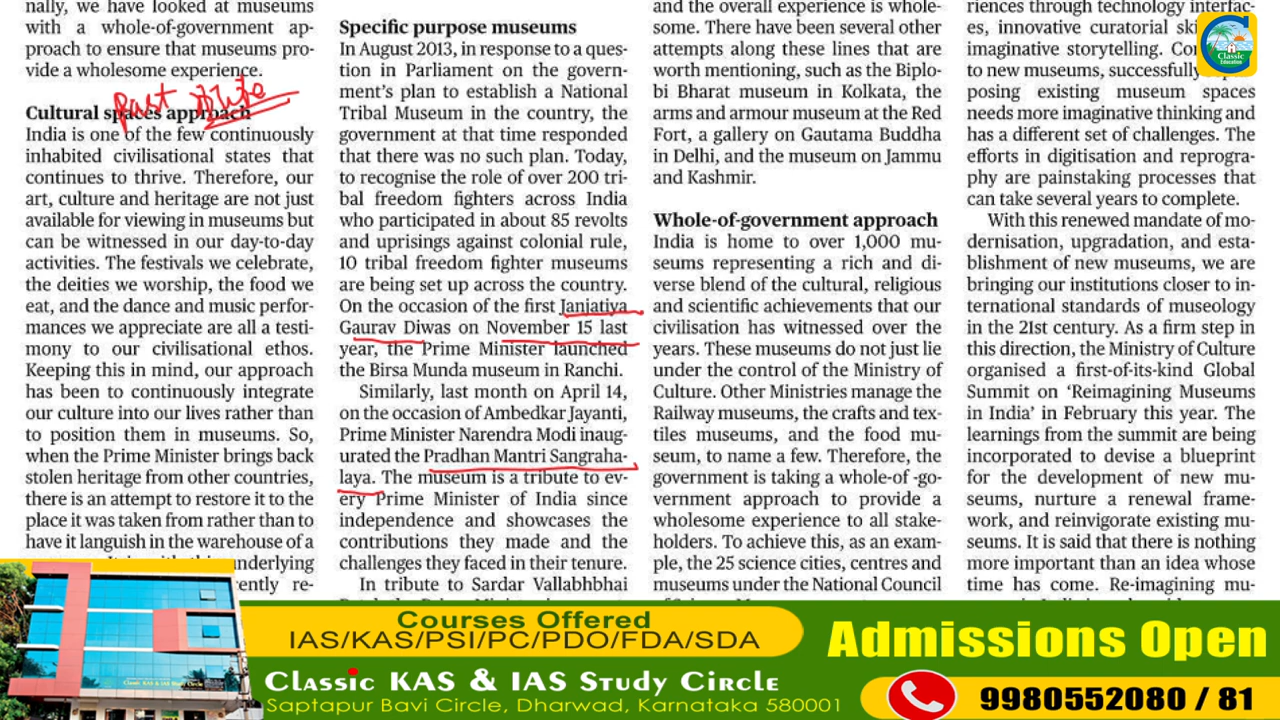 nally, we have looked at museums
with a whole-of-government ap-
proach to ensure that museums pro-
vide a wholesome experience.
Past
Cultural spaces approach
India is one of the few continuously
inhabited civilisational states that
continues to thrive. Therefore, our
art, culture and heritage are not just
available for viewing in museums but
can be witnessed in our day-to-day
activities. The festivals we celebrate,
the deities we worship, the food we
eat, and the dance and music perfor-
mances we appreciate are all a testi-
mony to our civilisational ethos.
Keeping this in mind, our approach
has been to continuously integrate
our culture into our lives rather than
to position them in museums. So,
when the Prime Minister brings back
stolen heritage from other countries,
there is an attempt to restore it to the
place it was taken from rather than to
have it languish in the warehouse of a
underlying
ently re-
Specific purpose museums
In August 2013, in response to a ques-
tion in Parliament on the govern-
ment's plan to establish a National
Tribal Museum in the country, the
government at that time responded
that there was no such plan. Today,
to recognise the role of over 200 tri-
bal freedom fighters across India
who participated in about 85 revolts
and uprisings against colonial rule,
10 tribal freedom fighter museums
are being set up across the country.
On the occasion of the first Janjatiya
Gaurav Diwas on November 15 last
year, the Prime Minister launched
the Birsa Munda museum in Ranchi.
Similarly, last month on April 14,
on the occasion of Ambedkar Jayanti,
Prime Minister Narendra Modi inaug-
urated the Pradhan Mantri Sangraha-
laya. The museum is a tribute to ev-
ery Prime Minister of India since
independence and showcases the
contributions they made and the
challenges they faced in their tenure.
In tribute to Sardar Vallabhbhai
and the overall experience is whole-
some. There have been several other
attempts along these lines that are
worth mentioning, such as the Biplo-
bi Bharat museum in Kolkata, the
arms and armour museum at the Red
Fort, a gallery on Gautama Buddha
in Delhi, and the museum on Jammu
and Kashmir.
Whole-of-government approach
India is home to over 1,000 mu-
seums representing a rich and di-
verse blend of the cultural, religious
and scientific achievements that our
civilisation has witnessed over the
years. These museums do not just lie
under the control of the Ministry of
Culture. Other Ministries manage the
Railway museums, the crafts and tex-
tiles museums, and the food mu-
seum, to name a few. Therefore, the
government is taking a whole-of -go-
vernment approach to provide a
wholesome experience to all stake-
holders. To achieve this, as an exam-
ple, the 25 science cities, centres and
museums under the National Council
riences through technology interfac-
es, innovative curatorial
imaginative storytelling.
to new museums, successfully
posing existing museum spaces
needs more imaginative thinking and
has a different set of challenges. The
efforts in digitisation and reprogra-
phy are painstaking processes that
can take several years to complete.
With this renewed mandate of mo-
dernisation, upgradation, and esta-
blishment of new museums, we are
bringing our institutions closer to in-
ternational standards of museology
in the 21st century. As a firm step in
this direction, the Ministry of Culture
organised a first-of-its-kind Global
Summit on 'Reimagining Museums
in India' in February this year. The
learnings from the summit are being
incorporated to devise a blueprint
for the development of new mu-
seums, nurture a renewal frame-
work, and reinvigorate existing mu-
seums. It is said that there is nothing
more important than an idea whose
time has come. Re-imagining mu-
Classic
Education
Courses Offered
IAS/KAS/PSI/PC/PDO/FDA/SDA
Classic KAS & IAS Study Circle
Saptapur Bavi Circle, Dharwad, Karnataka 580001
Admissions Open
9980552080 / 81
Classic KAS & IAS STUDY CIRCLE